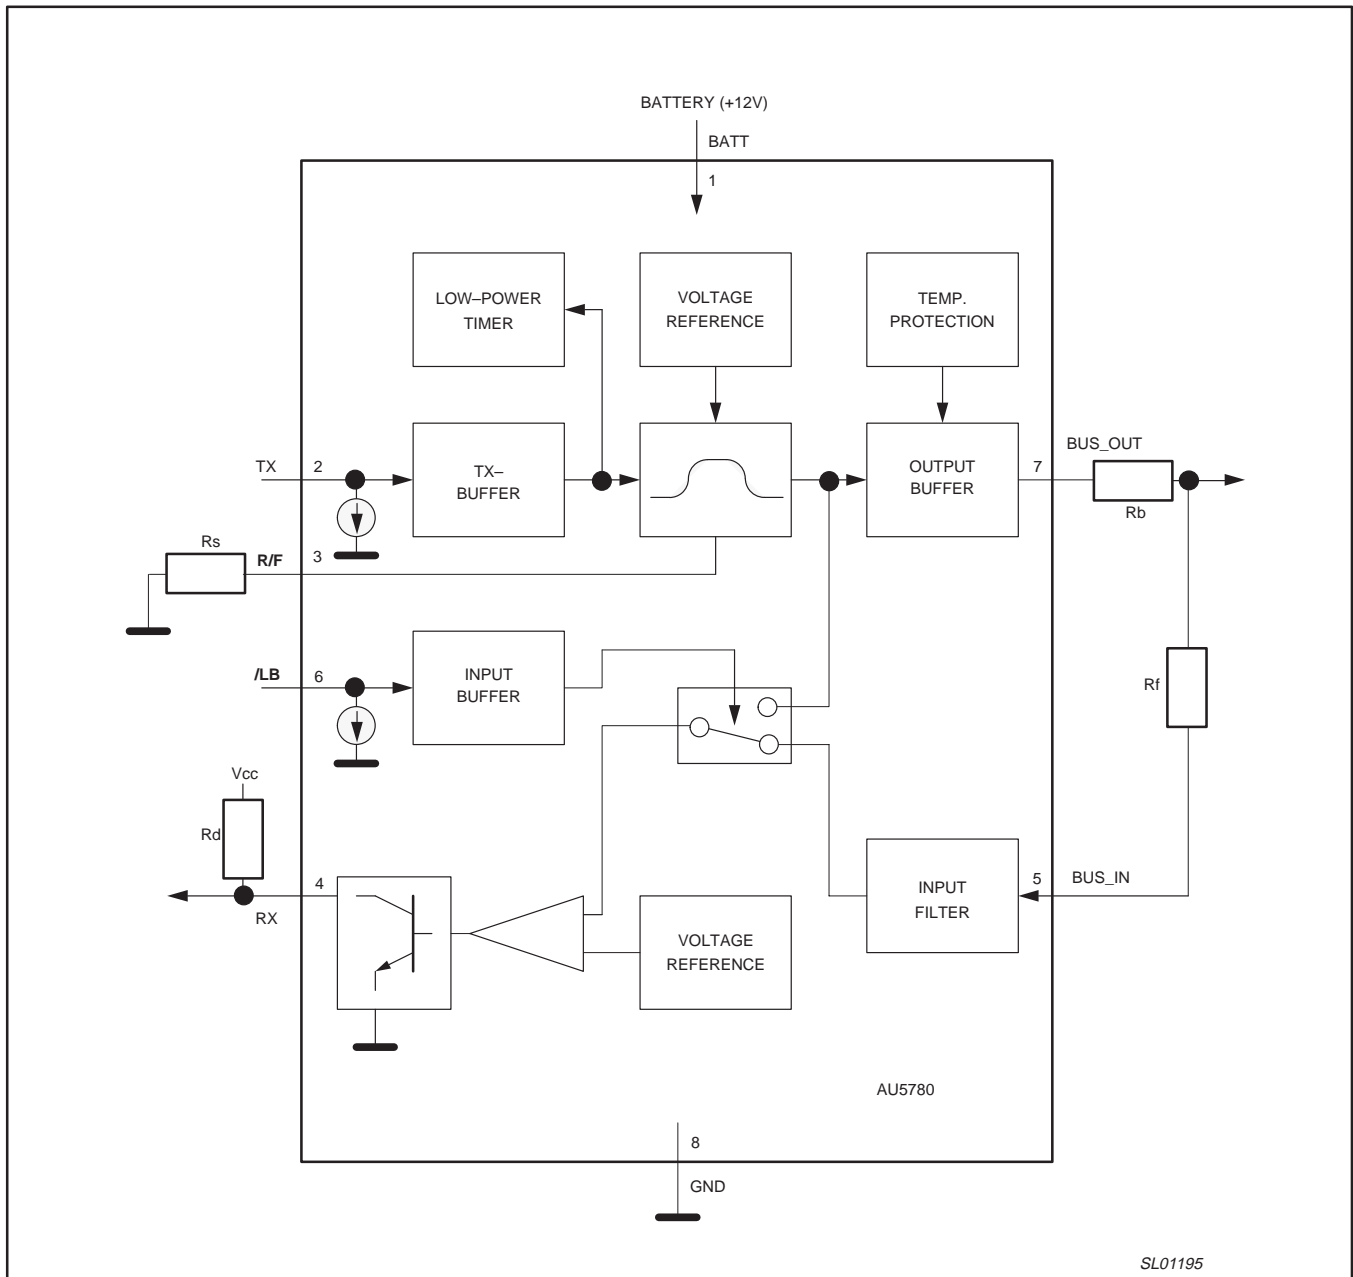 BATTERY (+12V)
BATT
1
LOW–POWER
TIMER
VOLTAGE
REFERENCE
TEMP.
PROTECTION
TX
2
TX–
BUFFER
OUTPUT
BUFFER
7
BUS_OUT
Rb
Rs
R/F
3
/LB
6
INPUT
BUFFER
Rf
Vcc
Rd
4
RX
VOLTAGE
REFERENCE
INPUT
FILTER
5
BUS_IN
AU5780
8
GND
SL01195